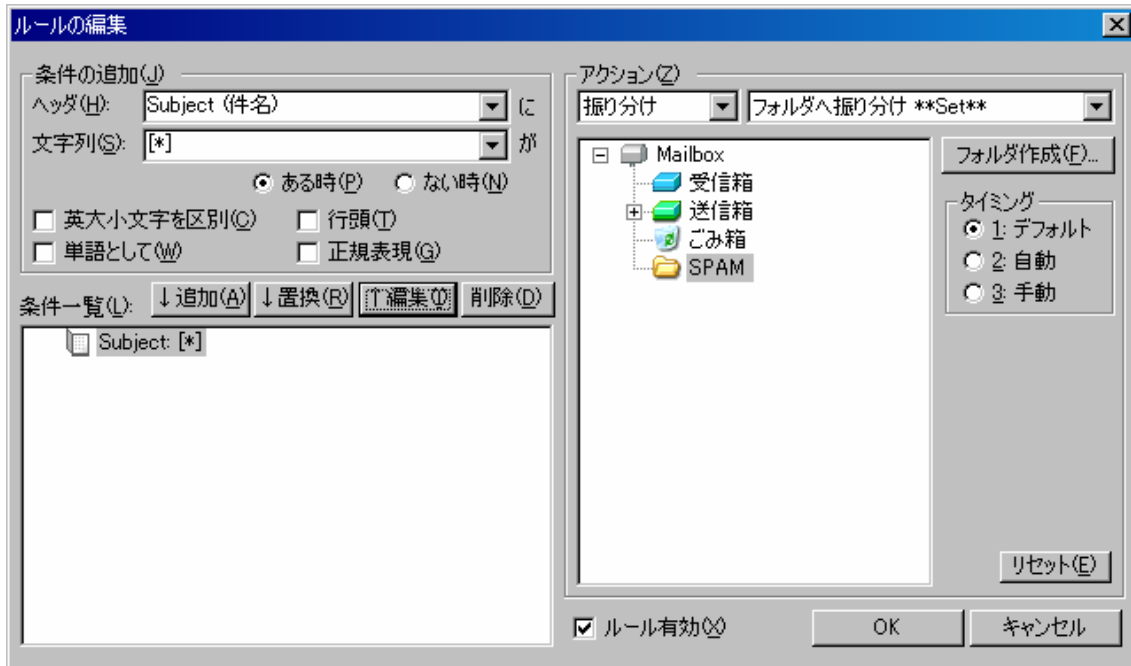 ルールの編集
条件の追加(J)
ヘッダ(H): Subject (件名) に
文字列(S): [*] が
ある時(P) ない時(N)
英大小文字を区別(C) 行頭(T)
単語として(W) 正規表現(G)
条件一覧(L): ↓追加(A) ↓置換(R) ↑編集(I) 削除(D)
Subject: [*]
アクション(Z)
振り分け フォルダへ振り分け **Set**
Mailbox
受信箱
送信箱
ごみ箱
SPAM
フォルダ作成(F)...
タイミング
1: デフォルト
2: 自動
3: 手動
リセット(E)
ルール有効(X) OK キャンセル